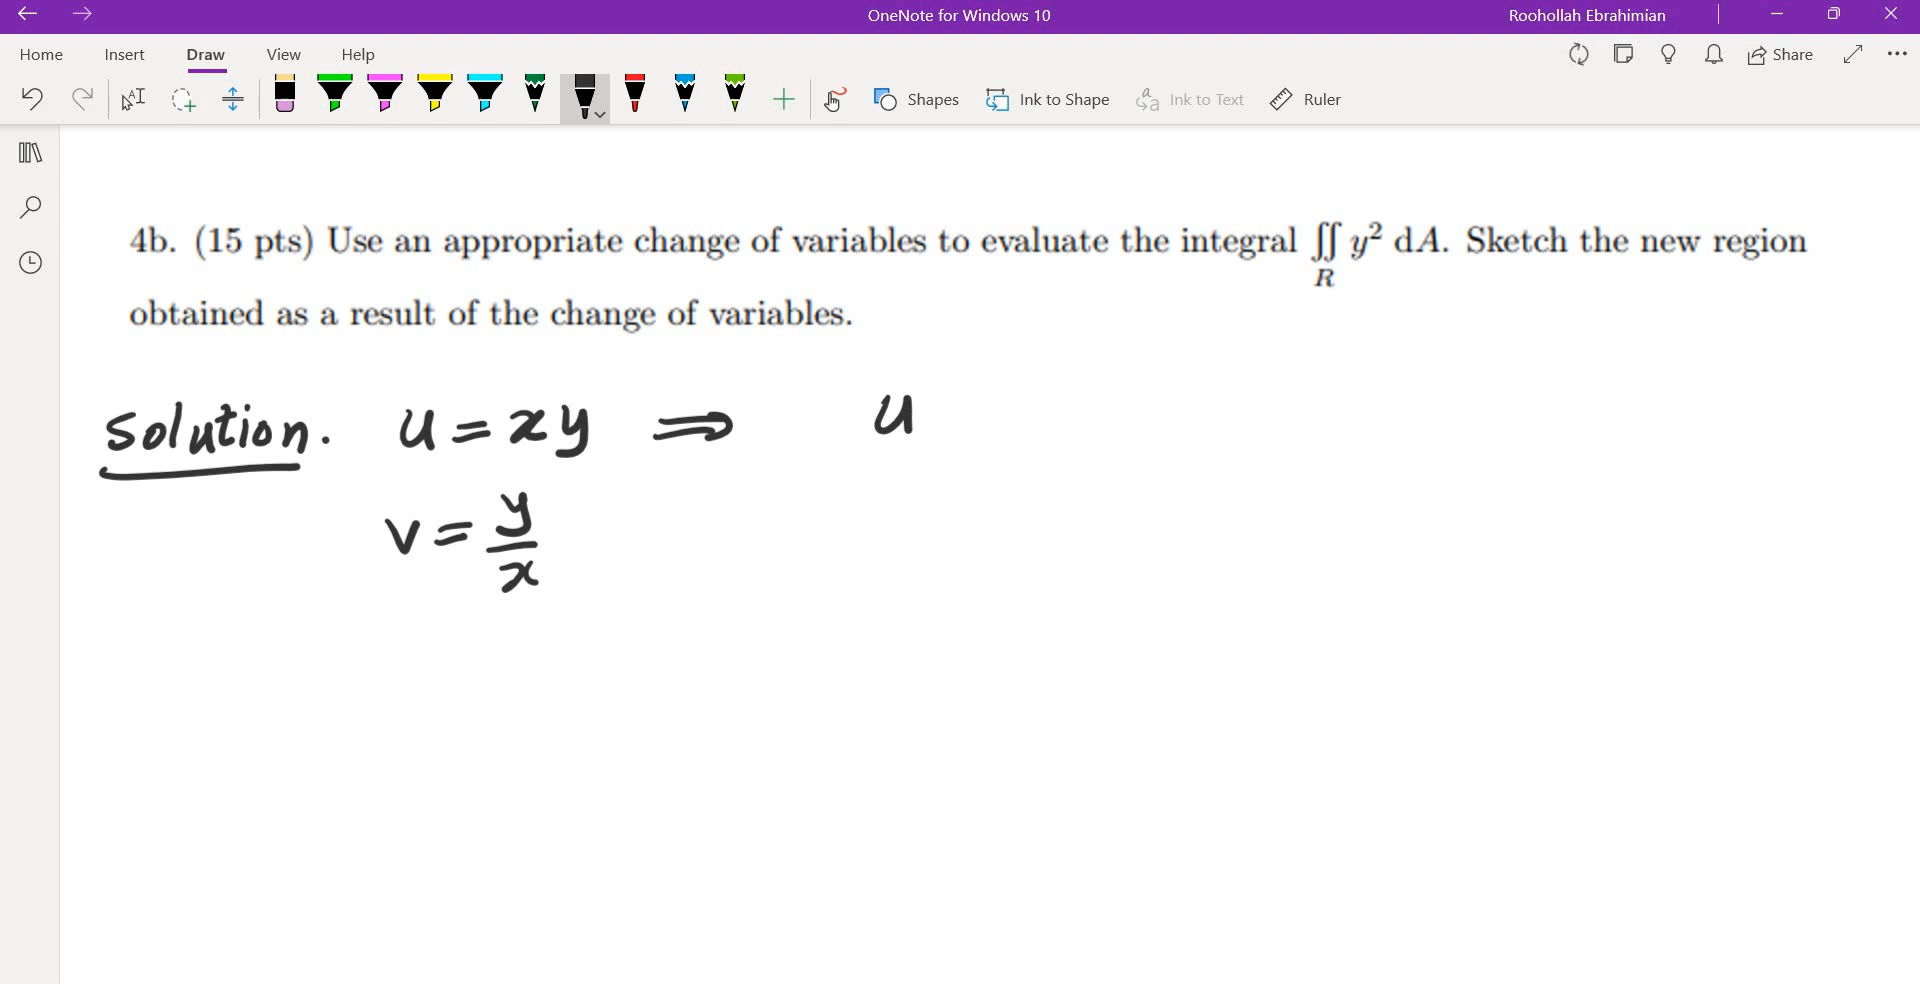 OneNote for Windows 10
Roohollah Ebrahimian
Home Insert Draw View Help
Share
Shapes Ink to Shape Ink to Text Ruler
4b. (15 pts) Use an appropriate change of variables to evaluate the integral ∬_R y² dA. Sketch the new region
obtained as a result of the change of variables.
Solution. u = xy ⇒ u
v = y/x